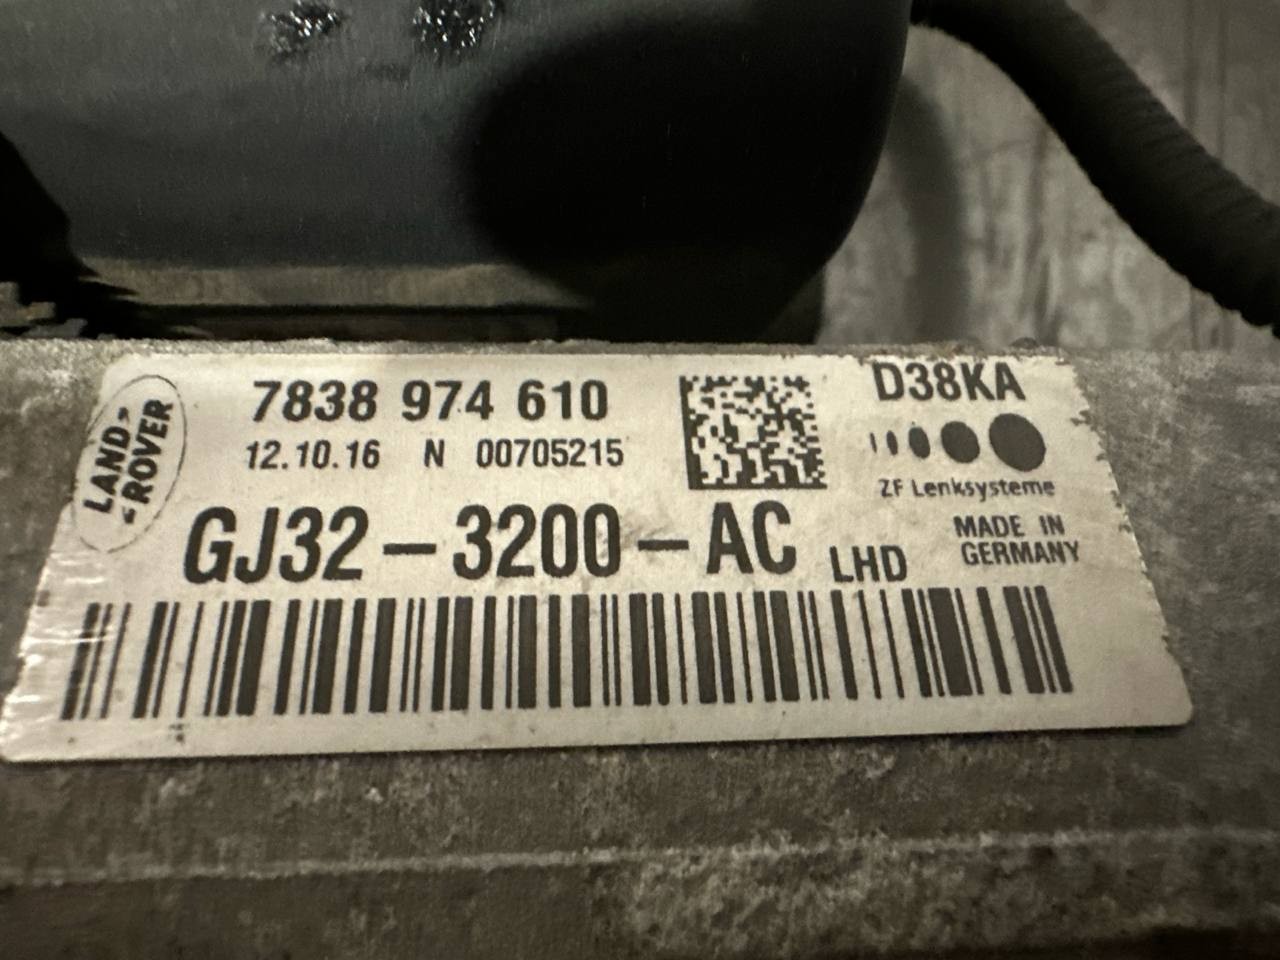 LAND-
-ROVER
7838 974 610
12.10.16 N 00705215
D38KA
ZF Lenksysteme
GJ32-3200-AC LHD
MADE IN
GERMANY